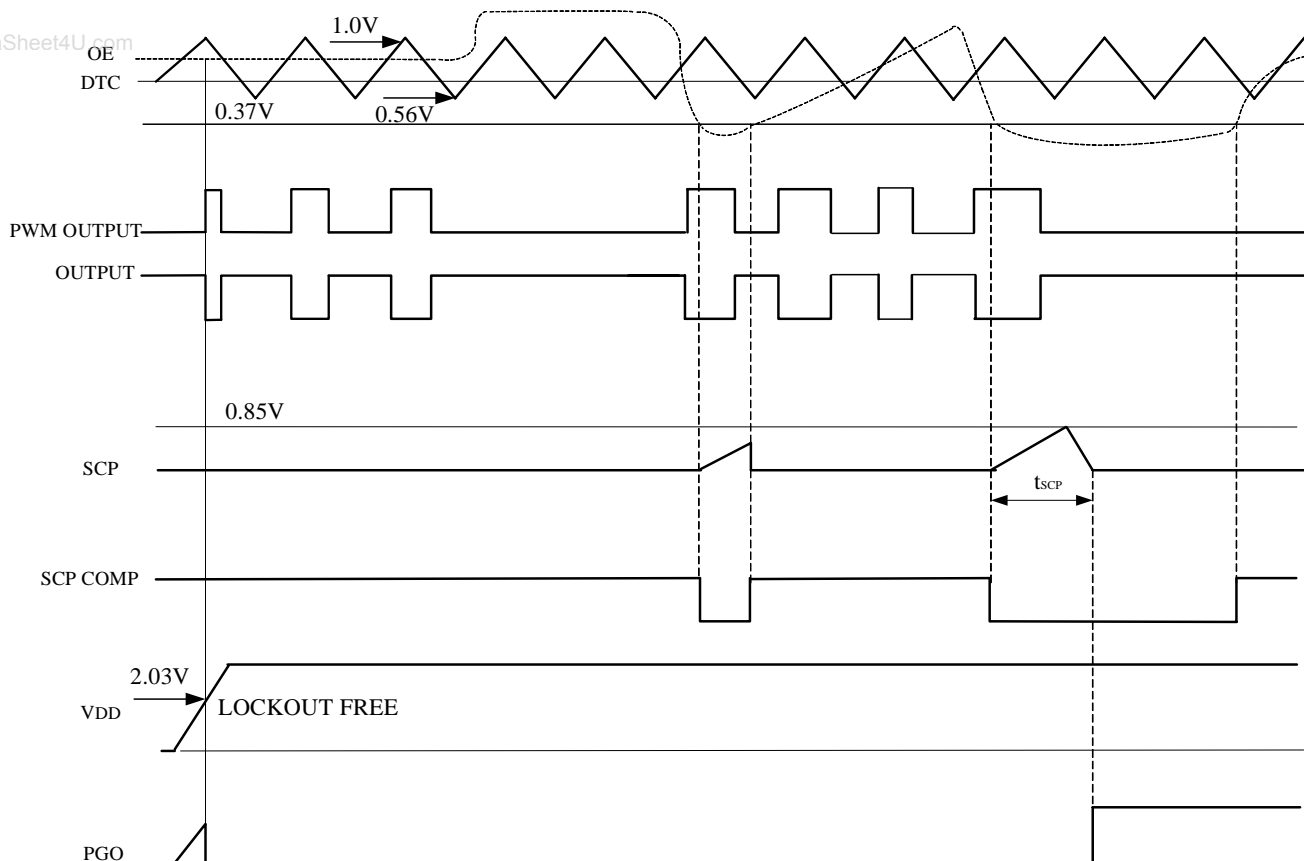 1.0V
nSheet4U.com
OE
DTC
0.37V
0.56V
PWM OUTPUT
OUTPUT
0.85V
SCP
tSCP
SCP COMP
2.03V
VDD
LOCKOUT FREE
PGO